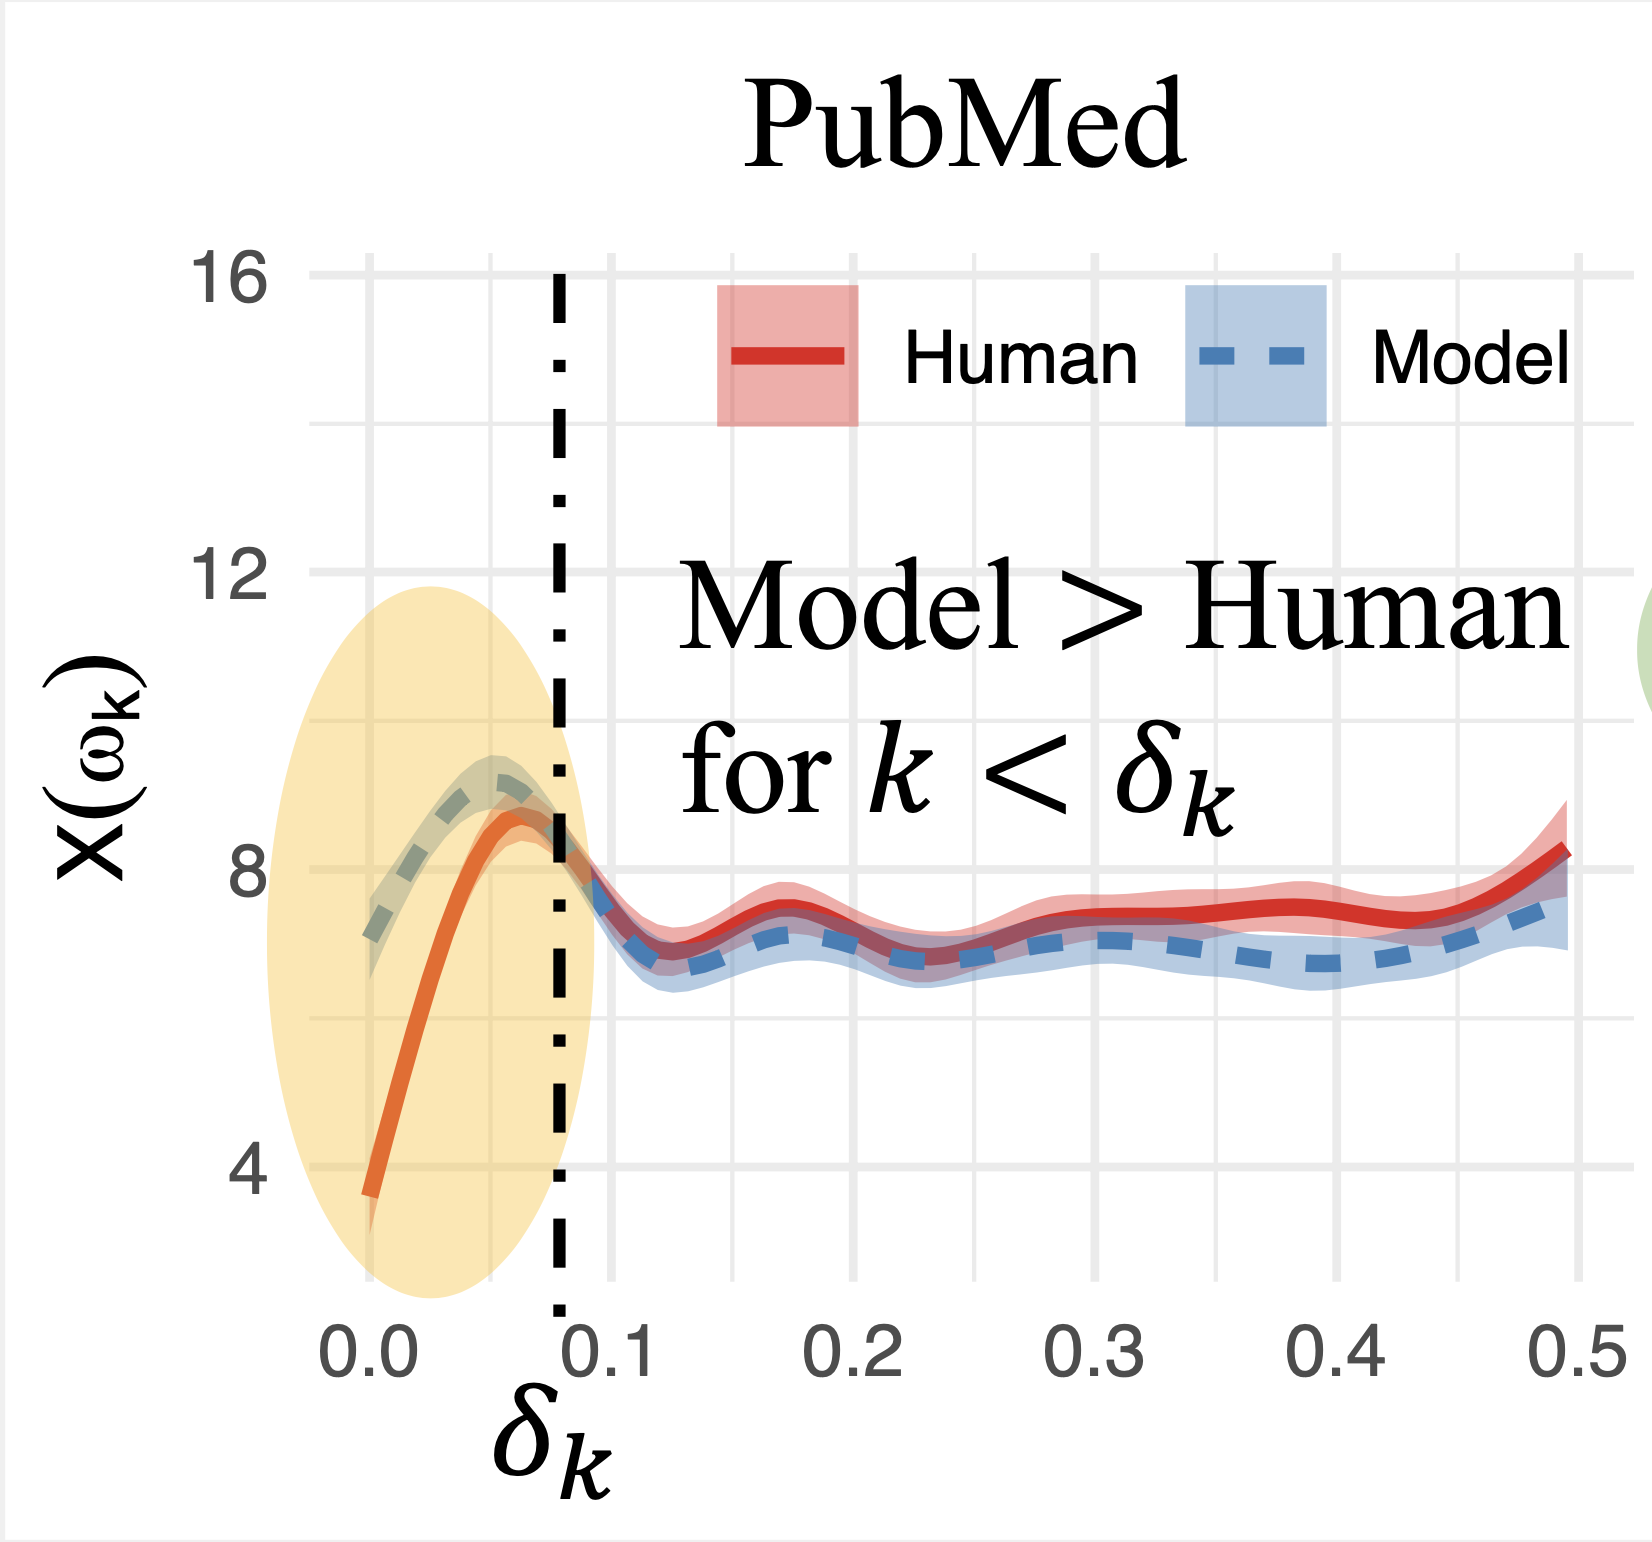 PubMed
16
Human Model
12
Model > Human
for k < δₖ
X(ωₖ)
8
4
0.0 0.1 0.2 0.3 0.4 0.5
δₖ